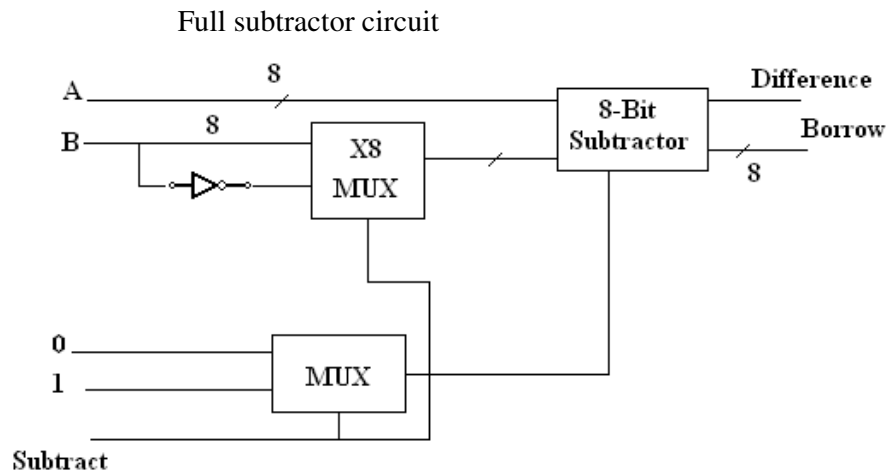 Full subtractor circuit
8
A
Difference
8-Bit
Subtractor
8
B
Borrow
X8
MUX
8
0
MUX
1
Subtract